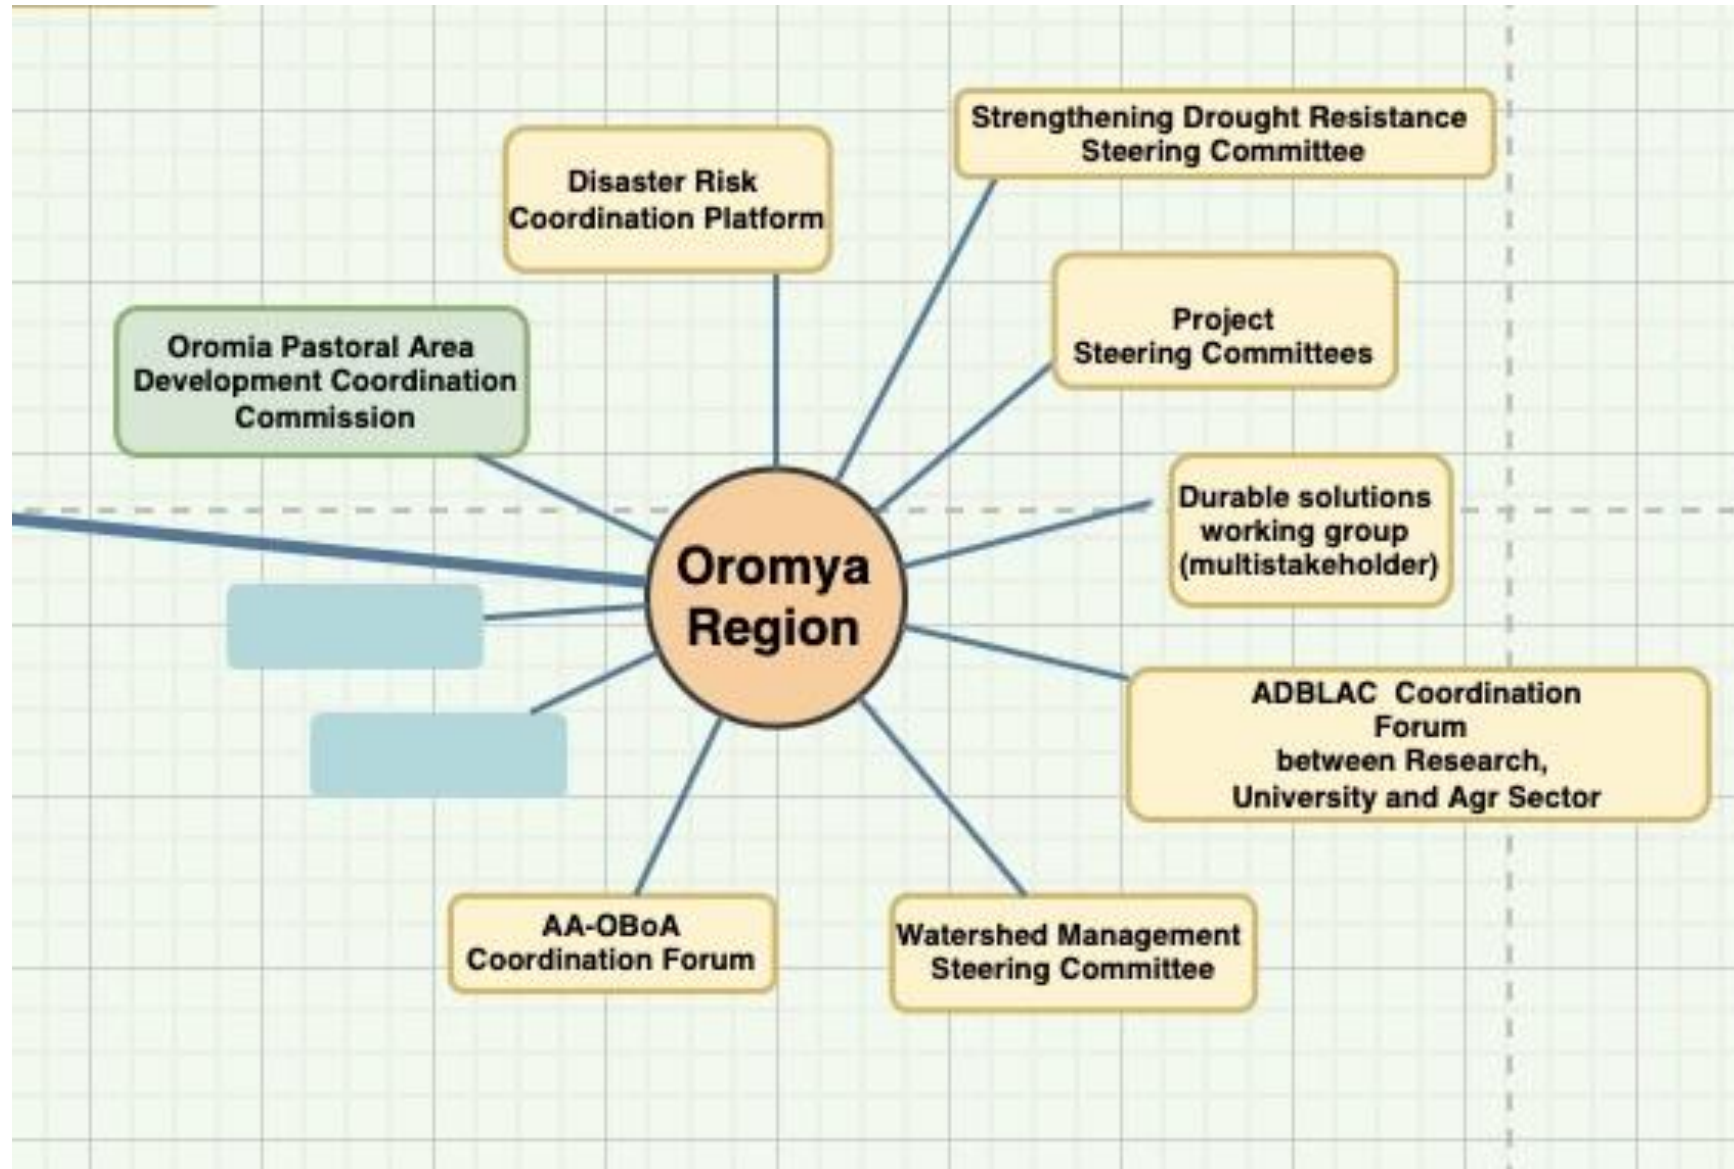 Strengthening Drought Resistance
Steering Committee
Disaster Risk
Coordination Platform
Project
Steering Committees
Oromia Pastoral Area
Development Coordination
Commission
Durable solutions
working group
(multistakeholder)
Oromya
Region
ADBLAC Coordination
Forum
between Research,
University and Agr Sector
AA-OBoA
Coordination Forum
Watershed Management
Steering Committee